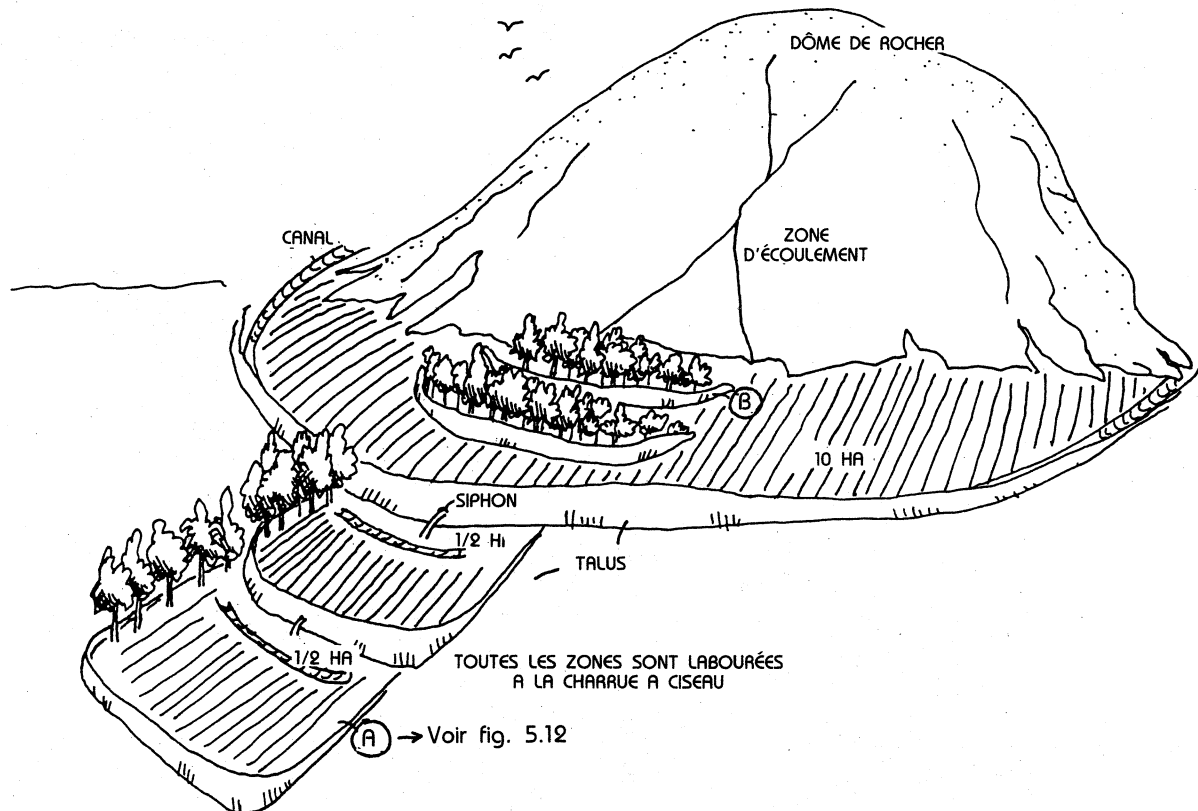 DÔME DE ROCHER
CANAL
ZONE
D'ÉCOULEMENT
B
10 HA
SIPHON
1/2 H
TALUS
1/2 HA
TOUTES LES ZONES SONT LABOURÉES
A LA CHARRUE A CISEAU
A → Voir fig. 5.12